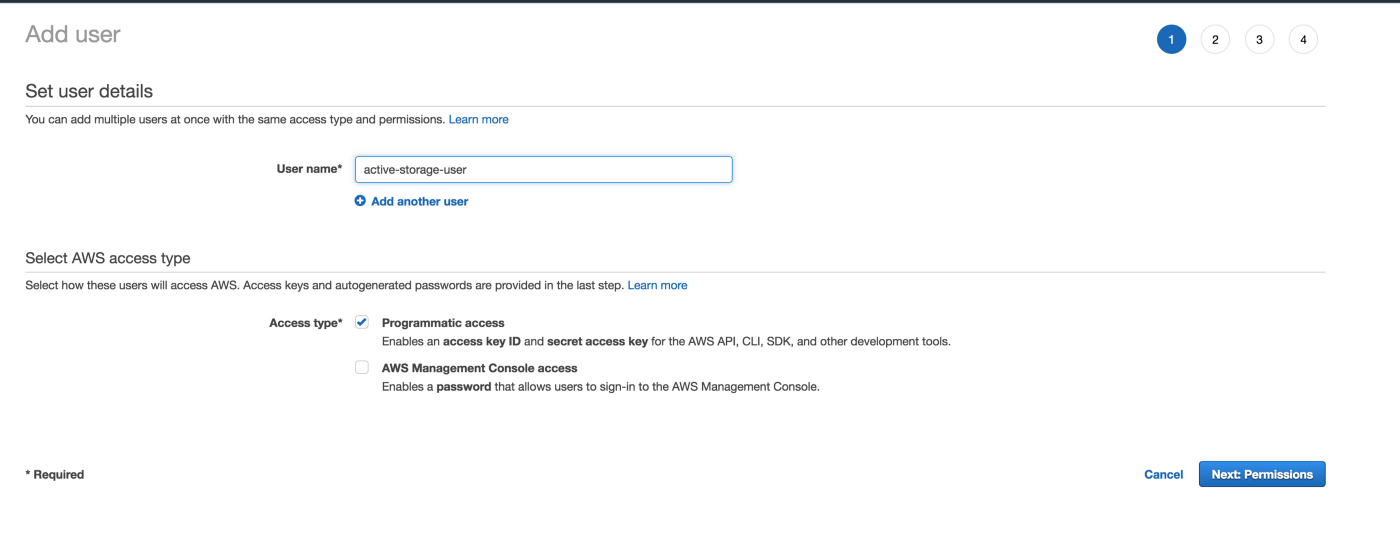 Add user
1 2 3 4
Set user details
You can add multiple users at once with the same access type and permissions. Learn more
User name* active-storage-user
Add another user
Select AWS access type
Select how these users will access AWS. Access keys and autogenerated passwords are provided in the last step. Learn more
Access type* Programmatic access
Enables an access key ID and secret access key for the AWS API, CLI, SDK, and other development tools.
AWS Management Console access
Enables a password that allows users to sign-in to the AWS Management Console.
* Required Cancel Next: Permissions